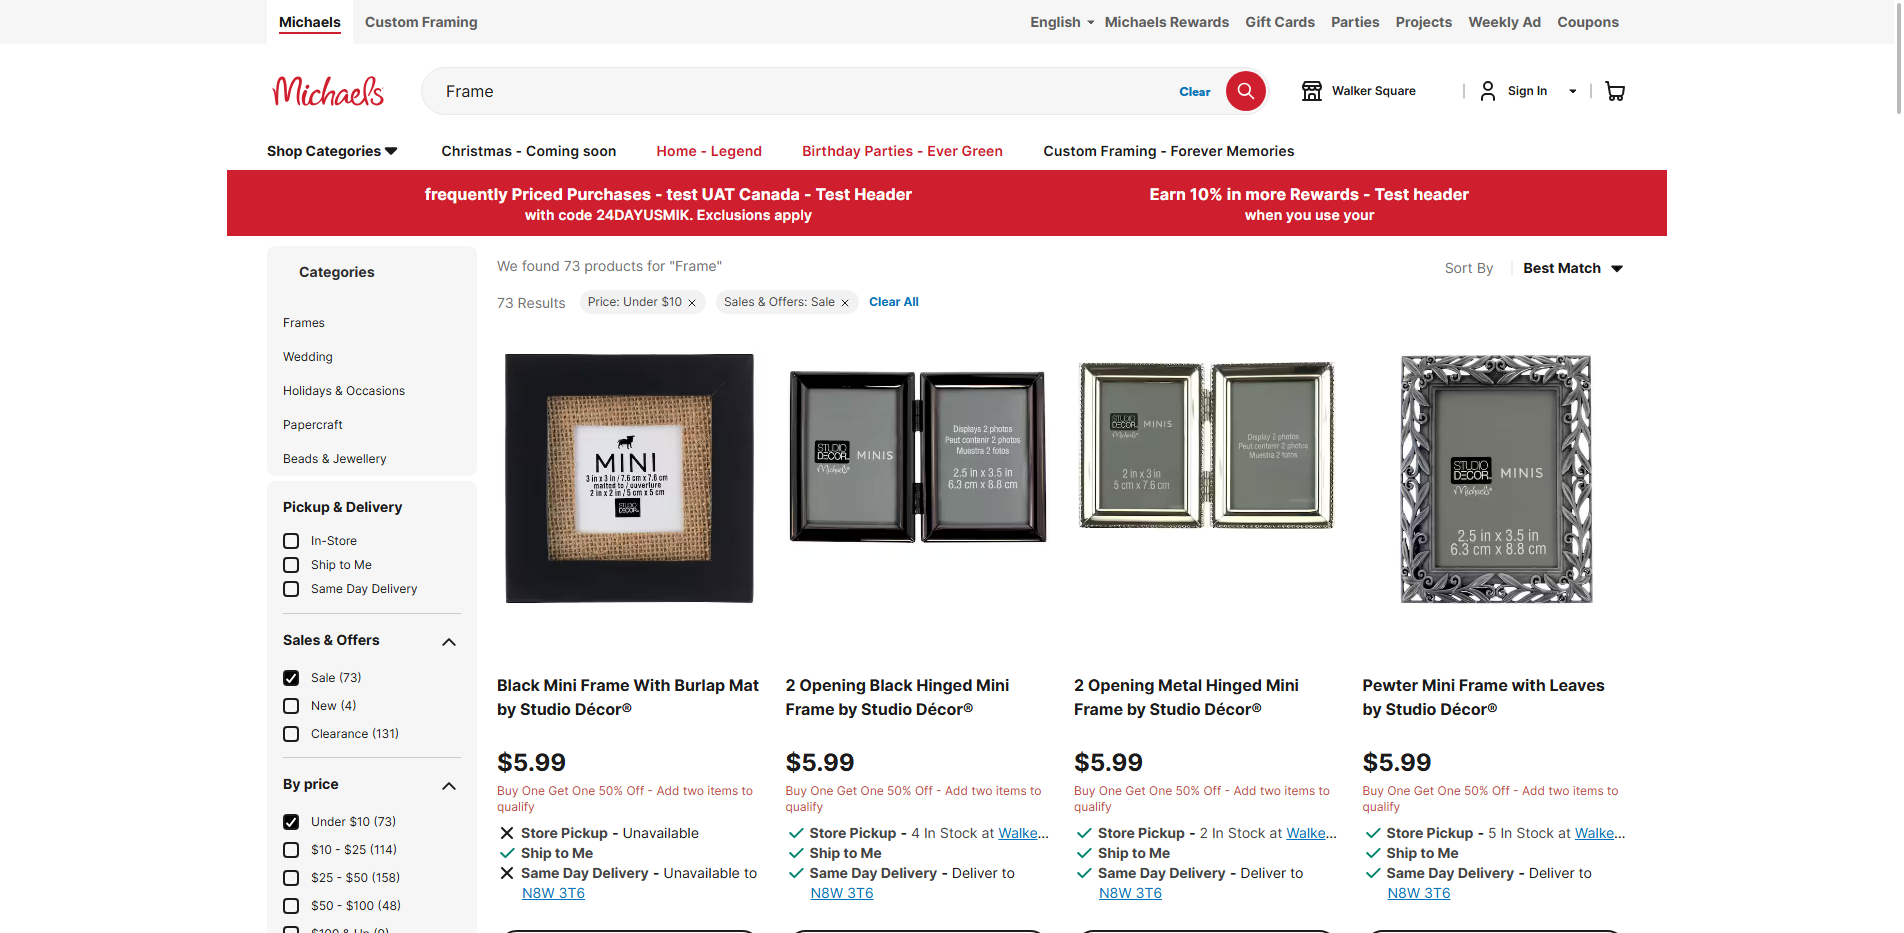 Michaels
Custom Framing
English
Michaels Rewards
Gift Cards
Parties
Projects
Weekly Ad
Coupons
Michaels
Frame
Clear
Walker Square
Sign In
Shop Categories
Christmas - Coming soon
Home - Legend
Birthday Parties - Ever Green
Custom Framing - Forever Memories
frequently Priced Purchases - test UAT Canada - Test Header
with code 24DAYUSMIK. Exclusions apply
Earn 10% in more Rewards - Test header
when you use your
Categories
Frames
Wedding
Holidays & Occasions
Papercraft
Beads & Jewellery
Pickup & Delivery
In-Store
Ship to Me
Same Day Delivery
Sales & Offers
Sale (73)
New (4)
Clearance (131)
By price
Under $10 (73)
$10 - $25 (114)
$25 - $50 (158)
$50 - $100 (48)
$100 & Up (9)
We found 73 products for "Frame"
Sort By
Best Match
73 Results
Price: Under $10
Sales & Offers: Sale
Clear All
MINI
3 in x 3 in / 7.6 cm x 7.6 cm
matted to / ouverture
2 in x 2 in / 5 cm x 5 cm
STUDIO
DECOR
Black Mini Frame With Burlap Mat
by Studio Décor®
$5.99
Buy One Get One 50% Off - Add two items to
qualify
Store Pickup - Unavailable
Ship to Me
Same Day Delivery - Unavailable to
N8W 3T6
STUDIO
DECOR
Michaels
MINIS
Displays 2 photos
Peut contenir 2 photos
Muestra 2 fotos
2.5 in x 3.5 in
6.3 cm x 8.8 cm
2 Opening Black Hinged Mini
Frame by Studio Décor®
$5.99
Buy One Get One 50% Off - Add two items to
qualify
Store Pickup - 4 In Stock at Walke...
Ship to Me
Same Day Delivery - Deliver to
N8W 3T6
STUDIO
DECOR
Michaels
MINIS
2 in x 3 in
5 cm x 7.6 cm
Display 2 photos
Peut contenir 2 photos
Muestra 2 fotos
2 Opening Metal Hinged Mini
Frame by Studio Décor®
$5.99
Buy One Get One 50% Off - Add two items to
qualify
Store Pickup - 2 In Stock at Walke...
Ship to Me
Same Day Delivery - Deliver to
N8W 3T6
STUDIO
DECOR
Michaels
MINIS
2.5 in x 3.5 in
6.3 cm x 8.8 cm
Pewter Mini Frame with Leaves
by Studio Décor®
$5.99
Buy One Get One 50% Off - Add two items to
qualify
Store Pickup - 5 In Stock at Walke...
Ship to Me
Same Day Delivery - Deliver to
N8W 3T6